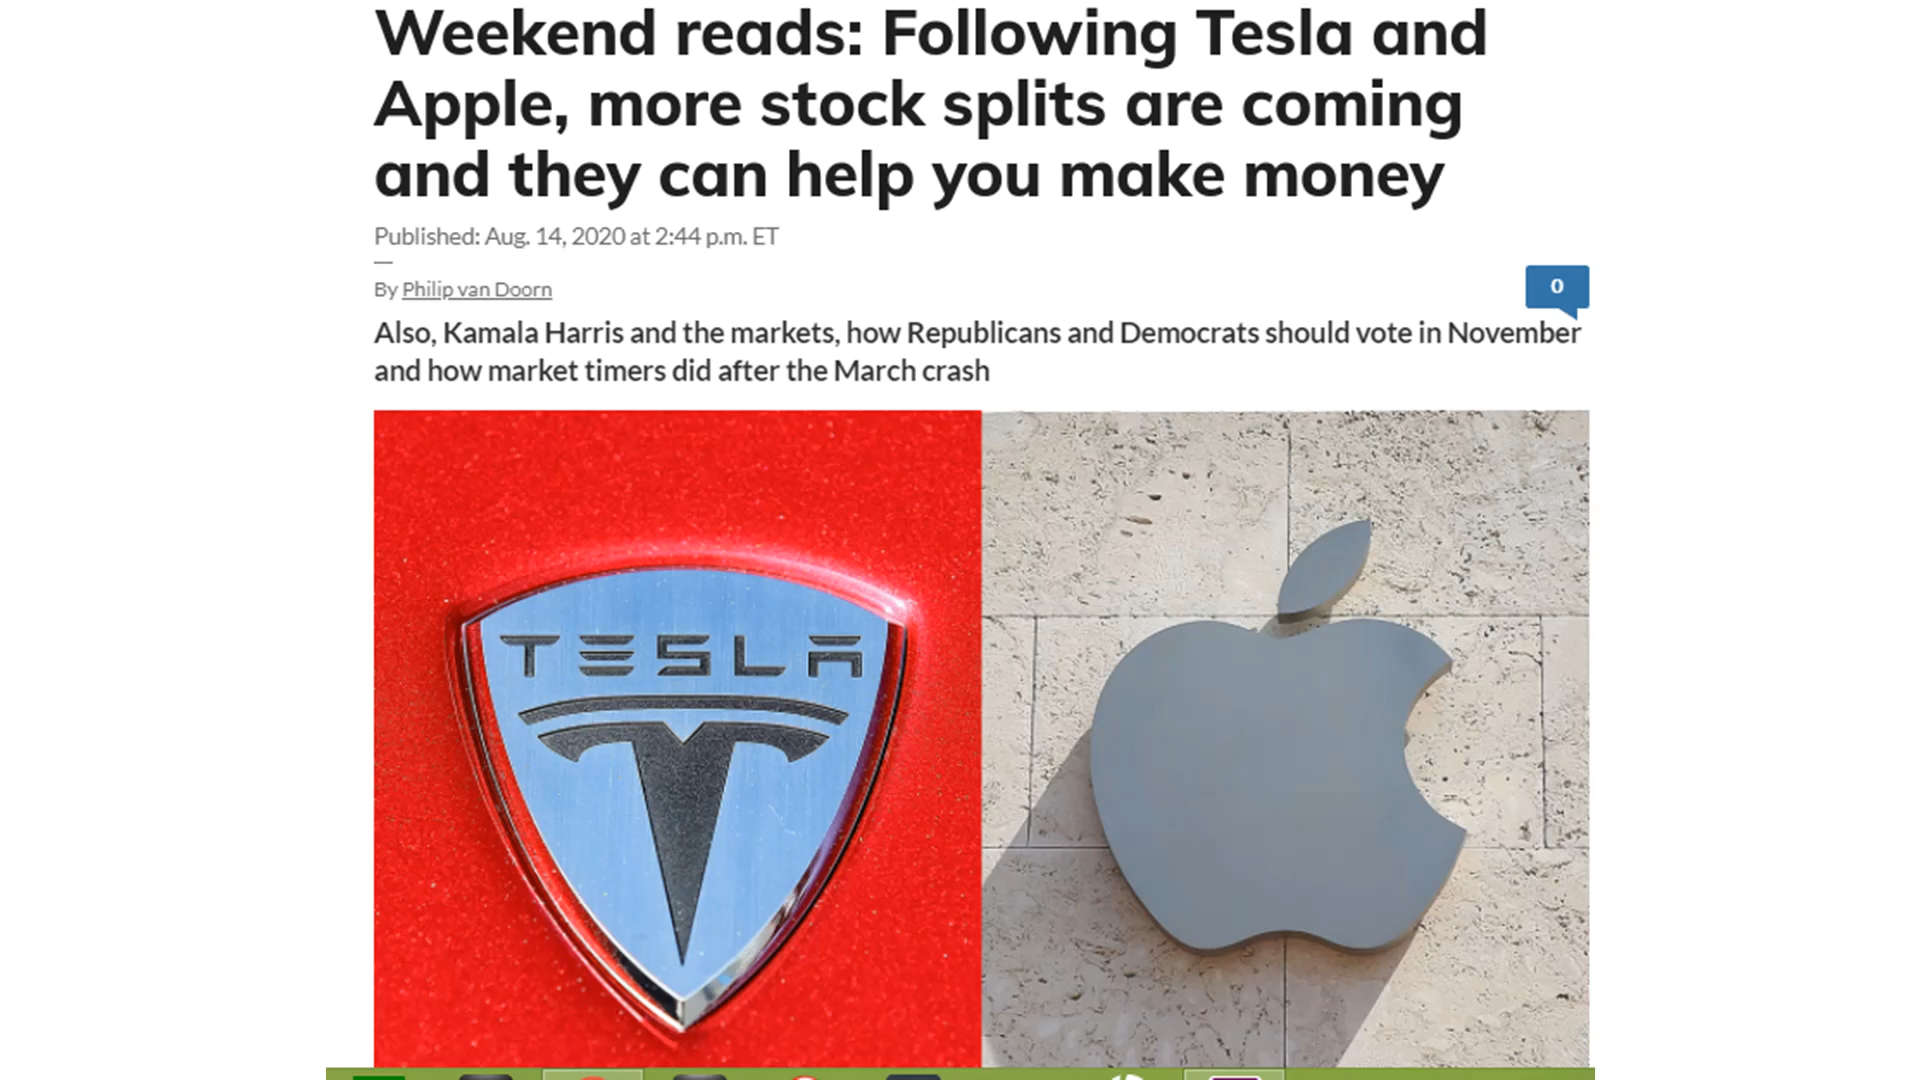 Weekend reads: Following Tesla and
Apple, more stock splits are coming
and they can help you make money
Published: Aug. 14, 2020 at 2:44 p.m. ET
By Philip van Doorn
0
Also, Kamala Harris and the markets, how Republicans and Democrats should vote in November
and how market timers did after the March crash
TESLA